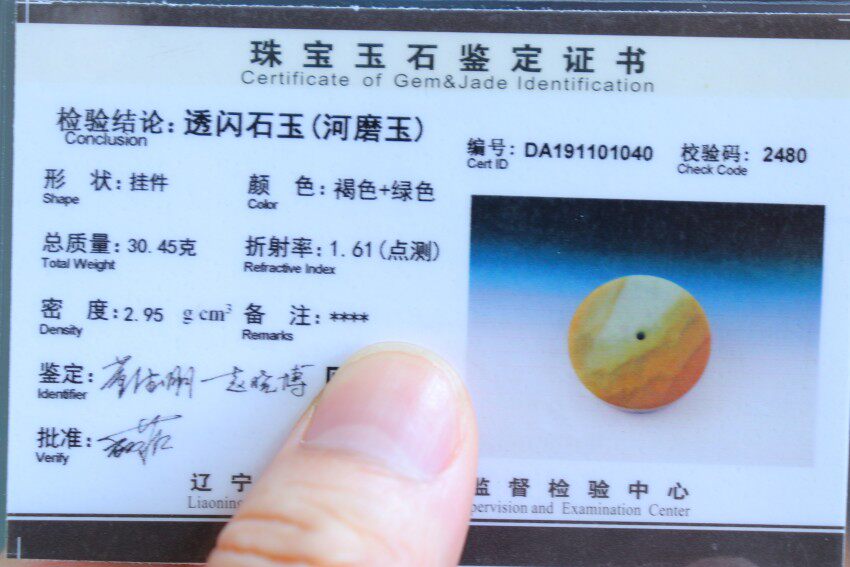 珠宝玉石鉴定证书
Certificate of Gem&Jade Identification
检验结论: 透闪石玉(河磨玉)
Conclusion
编号: DA191101040 校验码: 2480
Cert ID Check Code
形 状: 挂件 颜 色: 褐色+绿色
Shape Color
总质量: 30.45克 折射率: 1.61(点测)
Total Weight Refractive Index
密 度: 2.95 g cm³ 备 注: ****
Density Remarks
鉴定:
Identifier
批准:
Verify
辽宁 监督检验中心
Liaoning pervision and Examination Center